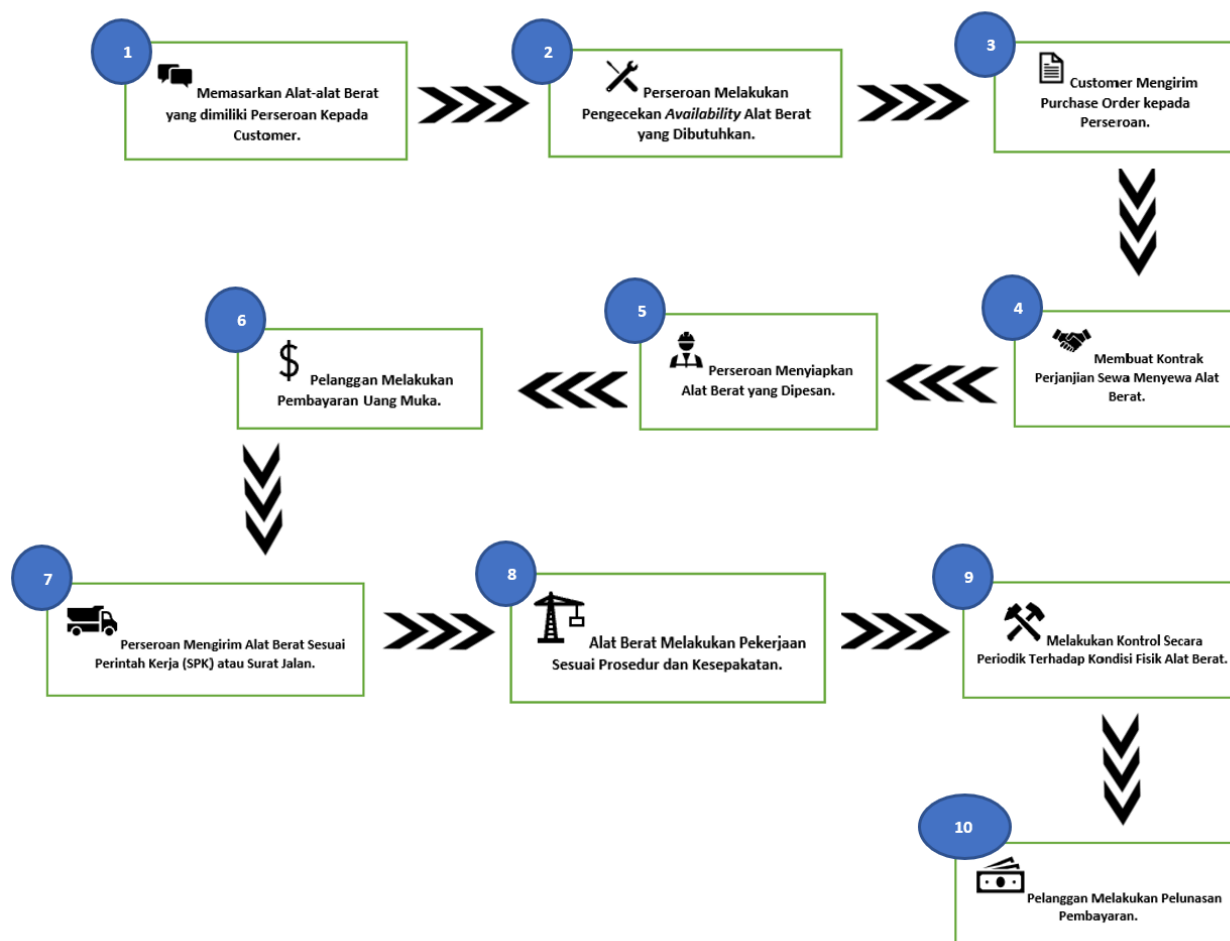 1
Memasarkan Alat-alat Berat
yang dimiliki Perseroan Kepada
Customer.
2
Perseroan Melakukan
Pengecekan Availability Alat Berat
yang Dibutuhkan.
3
Customer Mengirim
Purchase Order kepada
Perseroan.
4
Membuat Kontrak
Perjanjian Sewa Menyewa Alat
Berat.
5
Perseroan Menyiapkan
Alat Berat yang Dipesan.
6
$
Pelanggan Melakukan
Pembayaran Uang Muka.
7
Perseroan Mengirim Alat Berat Sesuai
Perintah Kerja (SPK) atau Surat Jalan.
8
Alat Berat Melakukan Pekerjaan
Sesuai Prosedur dan Kesepakatan.
9
Melakukan Kontrol Secara
Periodik Terhadap Kondisi Fisik Alat Berat.
10
Pelanggan Melakukan Pelunasan
Pembayaran.